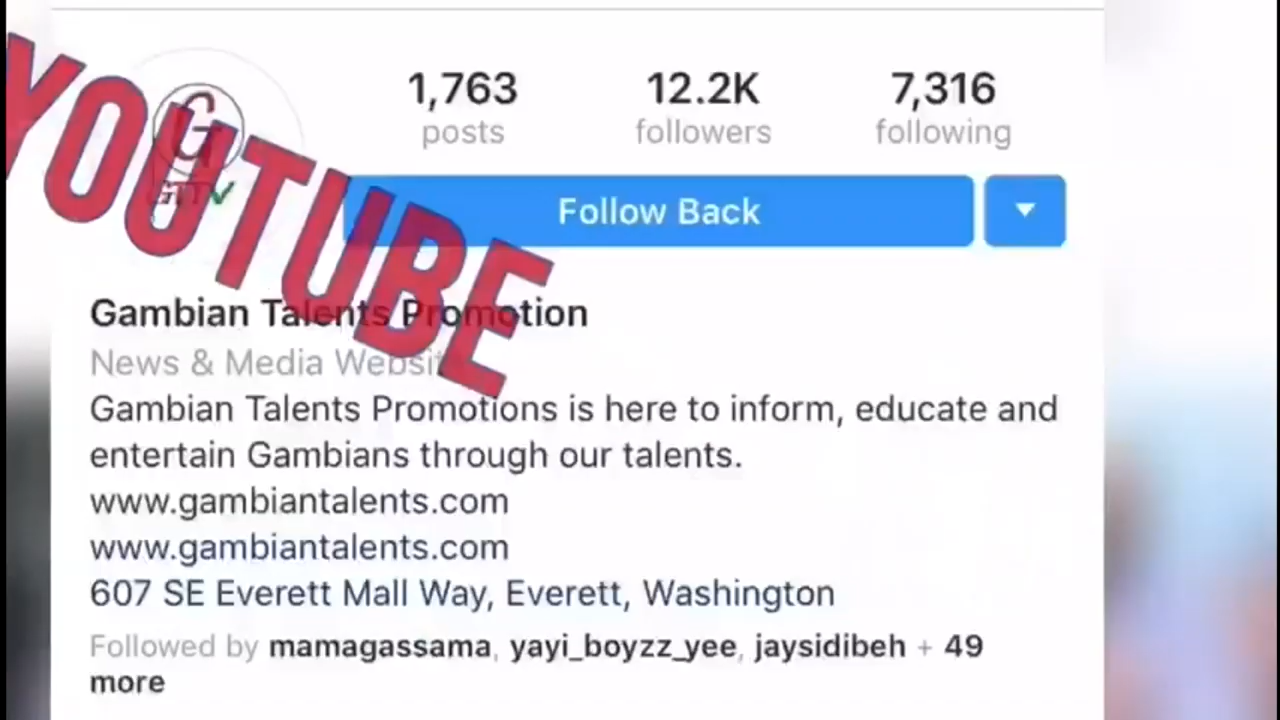 YOUTUBE
G
GTTV
1,763 12.2K 7,316
posts followers following
Follow Back
Gambian Talents Promotion
News & Media Website
Gambian Talents Promotions is here to inform, educate and
entertain Gambians through our talents.
www.gambiantalents.com
www.gambiantalents.com
607 SE Everett Mall Way, Everett, Washington
Followed by mamagassama, yayi_boyzz_yee, jaysidibeh + 49
more